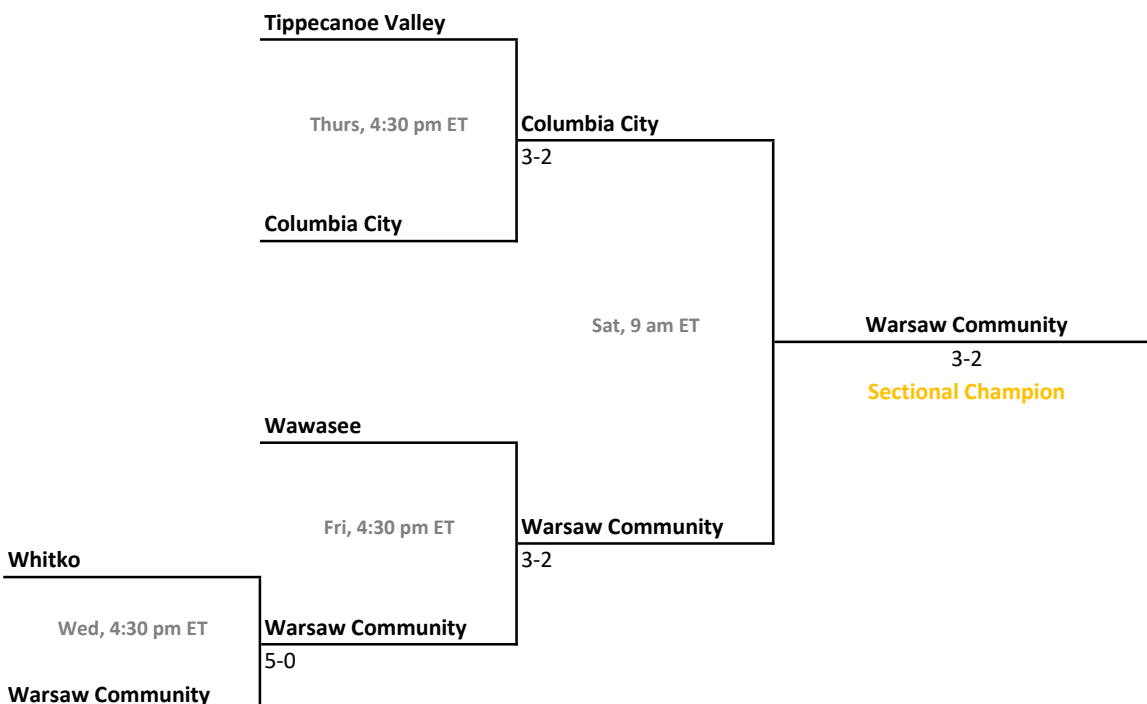 Tippecanoe Valley
Thurs, 4:30 pm ET
Columbia City
3-2
Columbia City
Sat, 9 am ET
Warsaw Community
3-2
Sectional Champion
Wawasee
Fri, 4:30 pm ET
Warsaw Community
3-2
Whitko
Wed, 4:30 pm ET
Warsaw Community
5-0
Warsaw Community